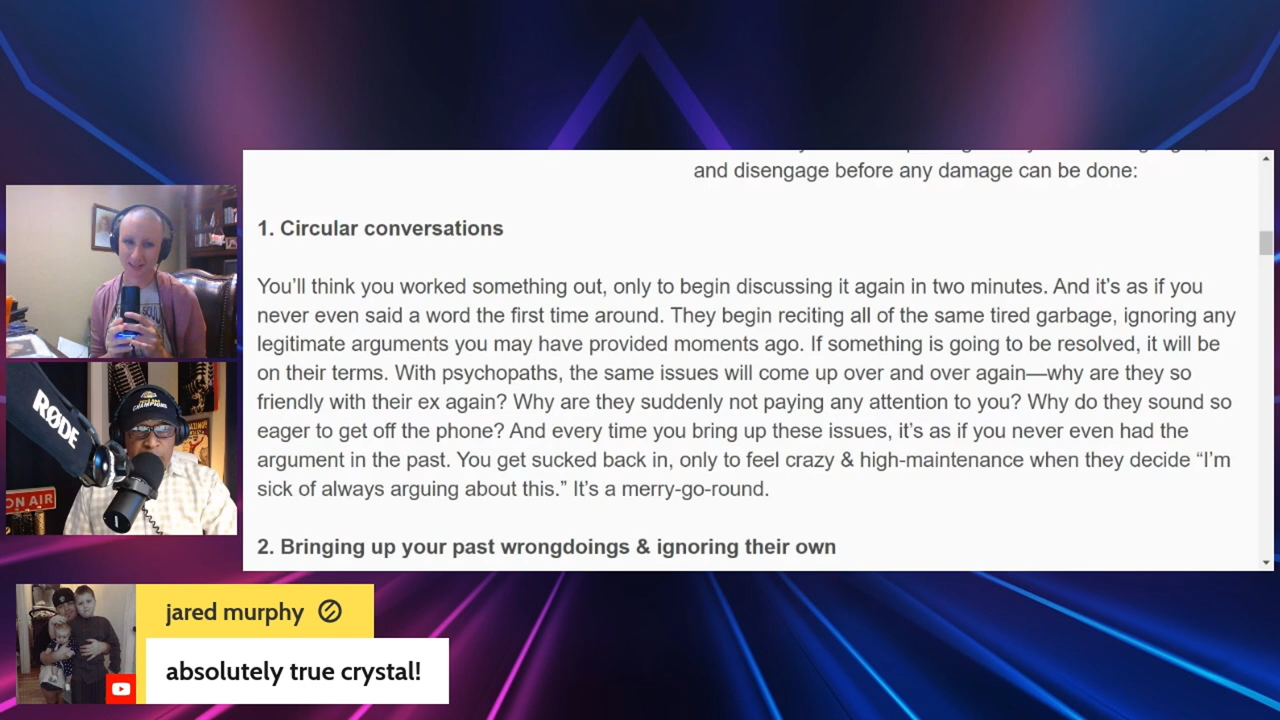 and disengage before any damage can be done:
1. Circular conversations
You’ll think you worked something out, only to begin discussing it again in two minutes. And it’s as if you
never even said a word the first time around. They begin reciting all of the same tired garbage, ignoring any
legitimate arguments you may have provided moments ago. If something is going to be resolved, it will be
on their terms. With psychopaths, the same issues will come up over and over again—why are they so
friendly with their ex again? Why are they suddenly not paying any attention to you? Why do they sound so
eager to get off the phone? And every time you bring up these issues, it’s as if you never even had the
argument in the past. You get sucked back in, only to feel crazy & high-maintenance when they decide “I’m
sick of always arguing about this.” It’s a merry-go-round.
2. Bringing up your past wrongdoings & ignoring their own
RØDE
CHAMPIONS
ON AIR
jared murphy
absolutely true crystal!